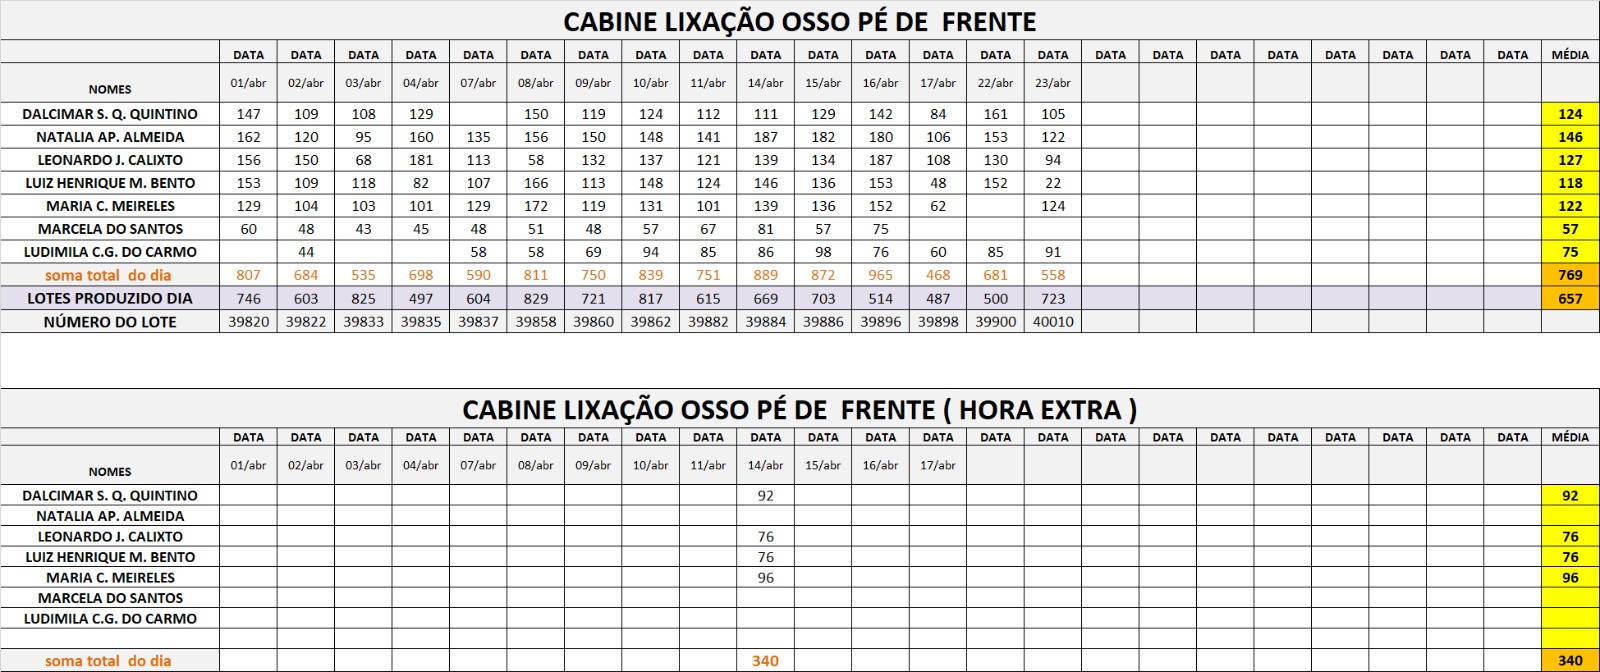 CABINE LIXAÇÃO OSSO PÉ DE FRENTE
DATA DATA DATA DATA DATA DATA DATA DATA DATA DATA DATA DATA DATA DATA DATA DATA DATA DATA DATA DATA DATA DATA DATA MÉDIA
NOMES 01/abr 02/abr 03/abr 04/abr 07/abr 08/abr 09/abr 10/abr 11/abr 14/abr 15/abr 16/abr 17/abr 22/abr 23/abr
DALCIMAR S. Q. QUINTINO 147 109 108 129 150 119 124 112 111 129 142 84 161 105 124
NATALIA AP. ALMEIDA 162 120 95 160 135 156 150 148 141 187 182 180 106 153 122 146
LEONARDO J. CALIXTO 156 150 68 181 113 58 132 137 121 139 134 187 108 130 94 127
LUIZ HENRIQUE M. BENTO 153 109 118 82 107 166 113 148 124 146 136 153 48 152 22 118
MARIA C. MEIRELES 129 104 103 101 129 172 119 131 101 139 136 152 62 124 122
MARCELA DO SANTOS 60 48 43 45 48 51 48 57 67 81 57 75 57
LUDIMILA C.G. DO CARMO 44 58 58 69 94 85 86 98 76 60 85 91 75
soma total do dia 807 684 535 698 590 811 750 839 751 889 872 965 468 681 558 769
LOTES PRODUZIDO DIA 746 603 825 497 604 829 721 817 615 669 703 514 487 500 723 657
NÚMERO DO LOTE 39820 39822 39833 39835 39837 39858 39860 39862 39882 39884 39886 39896 39898 39900 40010
CABINE LIXAÇÃO OSSO PÉ DE FRENTE ( HORA EXTRA )
DATA DATA DATA DATA DATA DATA DATA DATA DATA DATA DATA DATA DATA DATA DATA DATA DATA DATA DATA DATA DATA DATA DATA MÉDIA
NOMES 01/abr 02/abr 03/abr 04/abr 07/abr 08/abr 09/abr 10/abr 11/abr 14/abr 15/abr 16/abr 17/abr
DALCIMAR S. Q. QUINTINO 92 92
NATALIA AP. ALMEIDA
LEONARDO J. CALIXTO 76 76
LUIZ HENRIQUE M. BENTO 76 76
MARIA C. MEIRELES 96 96
MARCELA DO SANTOS
LUDIMILA C.G. DO CARMO
soma total do dia 340 340